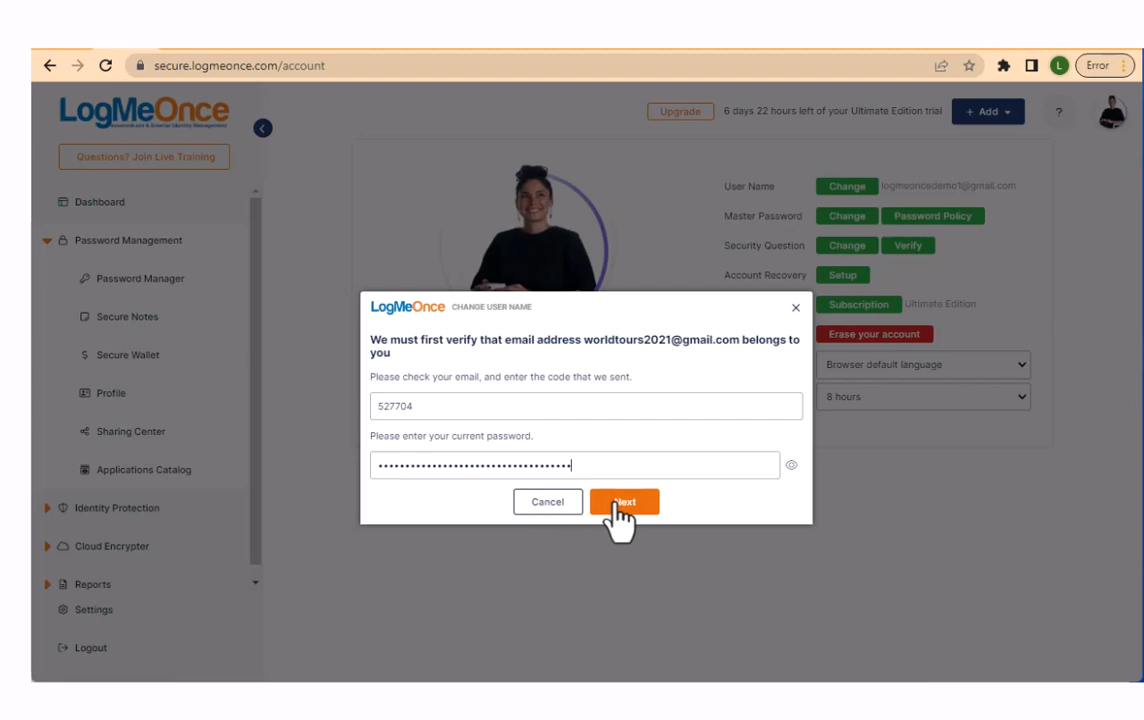 secure.logmeonce.com/account
L
Error
LogMeOnce
Questions? Join Live Training
Upgrade
6 days 22 hours left of your Ultimate Edition trial
+ Add
?
Dashboard
Password Management
Password Manager
Secure Notes
$ Secure Wallet
Profile
Sharing Center
Applications Catalog
Identity Protection
Cloud Encrypter
Reports
Settings
Logout
User Name Change logmeoncedemo1@gmail.com
Master Password Change Password Policy
Security Question Change Verify
Account Recovery Setup
Subscription Ultimate Edition
Erase your account
Browser default language
8 hours
LogMeOnce CHANGE USER NAME
We must first verify that email address worldtours2021@gmail.com belongs to
you
Please check your email, and enter the code that we sent.
527704
Please enter your current password.
Cancel
Next